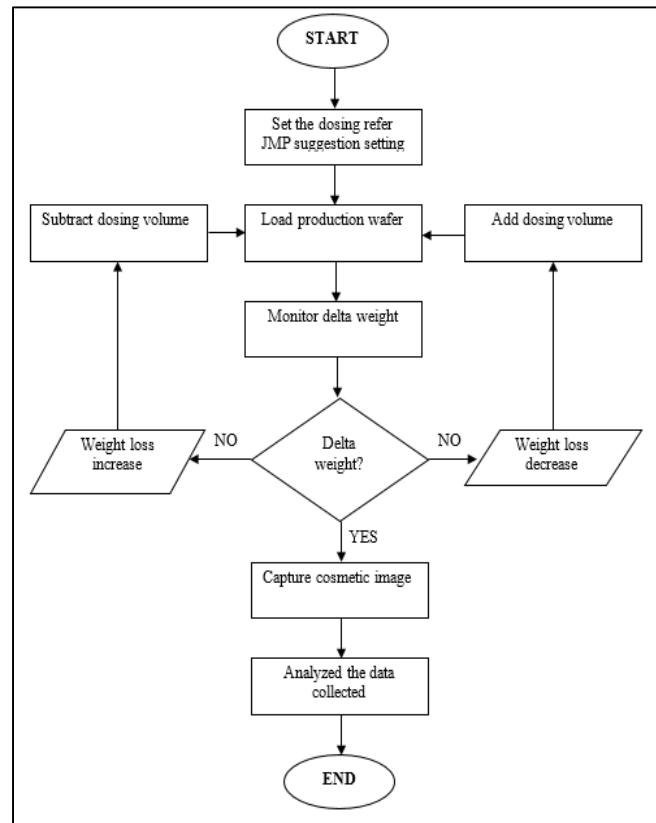 START
Set the dosing refer
JMP suggestion setting
Subtract dosing volume
Load production wafer
Add dosing volume
Monitor delta weight
Weight loss
increase
NO
Delta
weight?
NO
Weight loss
decrease
YES
Capture cosmetic image
Analyzed the data
collected
END